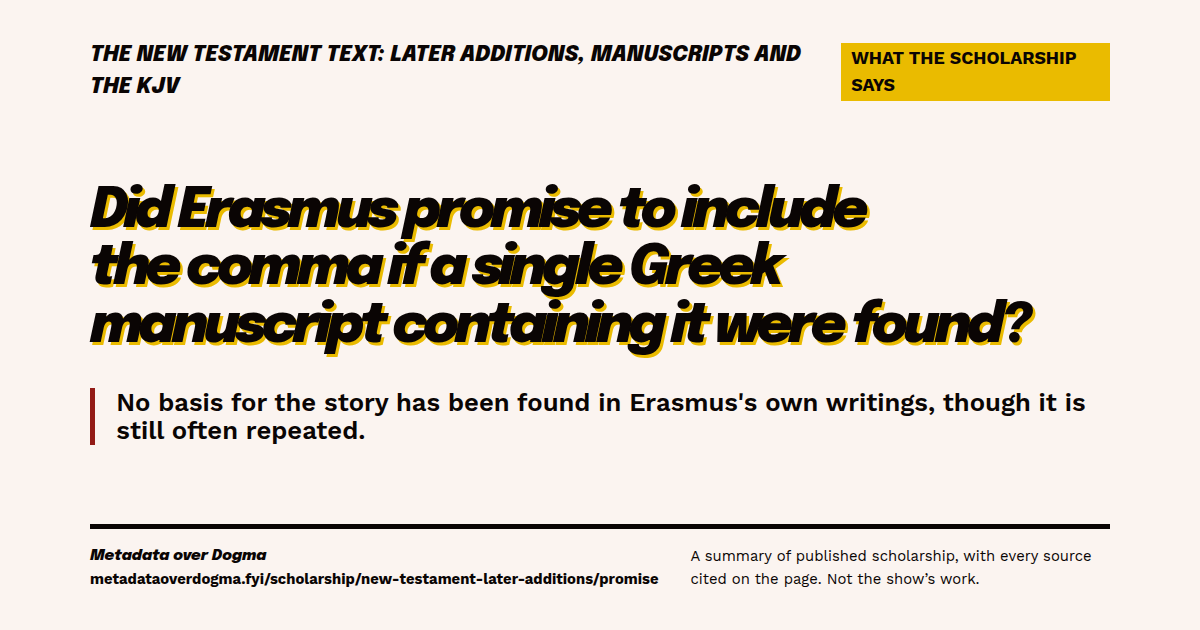 THE NEW TESTAMENT TEXT: LATER ADDITIONS, MANUSCRIPTS AND
THE KJV
WHAT THE SCHOLARSHIP
SAYS
Did Erasmus promise to include
the comma if a single Greek
manuscript containing it were found?
No basis for the story has been found in Erasmus's own writings, though it is
still often repeated.
Metadata over Dogma
metadataoverdogma.fyi/scholarship/new-testament-later-additions/promise
A summary of published scholarship, with every source
cited on the page. Not the show’s work.